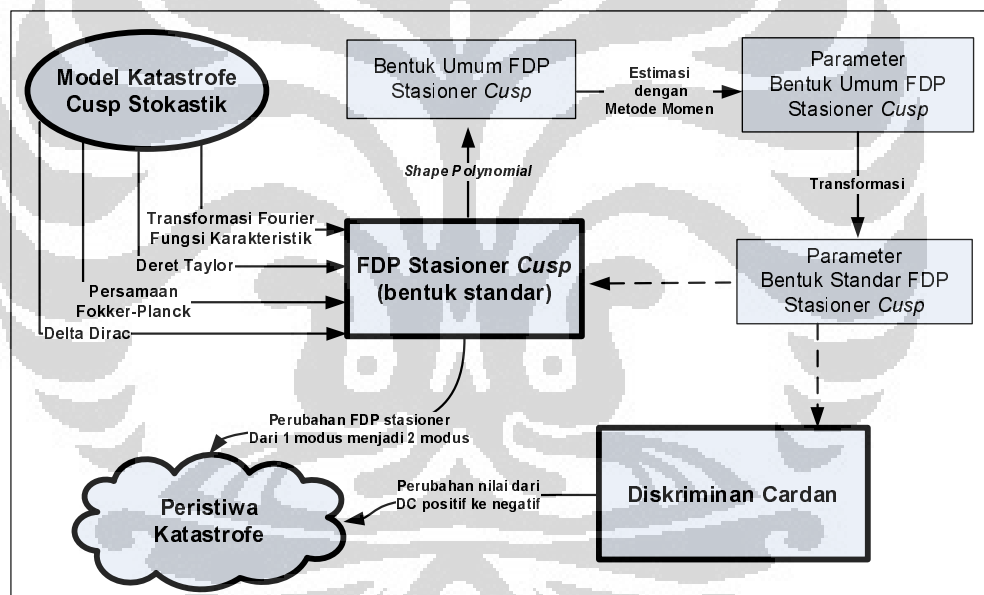 Model Katastrofe
Cusp Stokastik
Bentuk Umum FDP
Stasioner Cusp
Estimasi
dengan
Metode Momen
Parameter
Bentuk Umum FDP
Stasioner Cusp
Shape Polynomial
Transformasi
Transformasi Fourier
Fungsi Karakteristik
Deret Taylor
Persamaan
Fokker-Planck
Delta Dirac
FDP Stasioner Cusp
(bentuk standar)
Parameter
Bentuk Standar FDP
Stasioner Cusp
Perubahan FDP stasioner
Dari 1 modus menjadi 2 modus
Peristiwa
Katastrofe
Perubahan nilai dari
DC positif ke negatif
Diskriminan Cardan